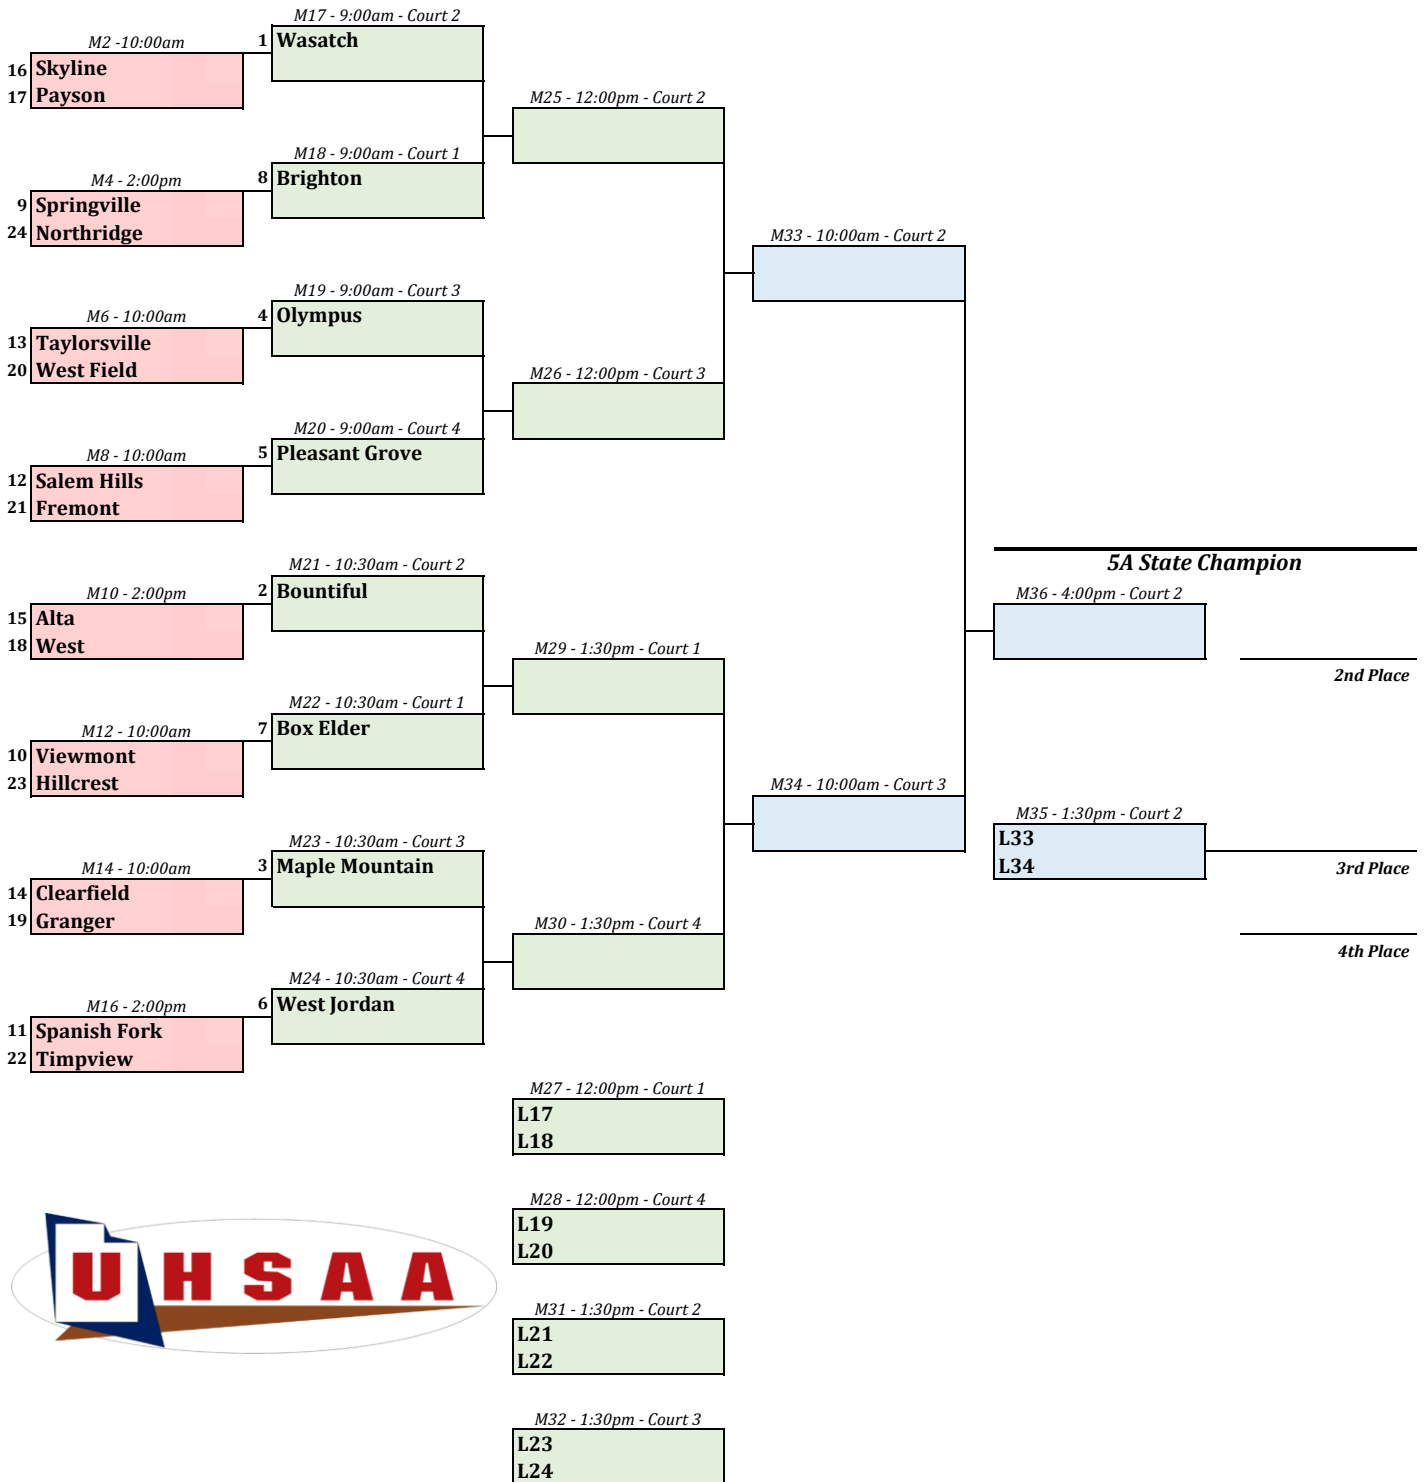 M17 - 9:00am - Court 2
M2 -10:00am
1 Wasatch
16 Skyline
17 Payson
M25 - 12:00pm - Court 2
M18 - 9:00am - Court 1
M4 - 2:00pm
8 Brighton
9 Springville
24 Northridge
M33 - 10:00am - Court 2
M19 - 9:00am - Court 3
M6 - 10:00am
4 Olympus
13 Taylorsville
20 West Field
M26 - 12:00pm - Court 3
M20 - 9:00am - Court 4
M8 - 10:00am
5 Pleasant Grove
12 Salem Hills
21 Fremont
5A State Champion
M21 - 10:30am - Court 2
M10 - 2:00pm
2 Bountiful
M36 - 4:00pm - Court 2
15 Alta
18 West
M29 - 1:30pm - Court 1
2nd Place
M22 - 10:30am - Court 1
M12 - 10:00am
7 Box Elder
10 Viewmont
23 Hillcrest
M34 - 10:00am - Court 3
M35 - 1:30pm - Court 2
L33
L34
3rd Place
M23 - 10:30am - Court 3
M14 - 10:00am
3 Maple Mountain
14 Clearfield
19 Granger
M30 - 1:30pm - Court 4
4th Place
M24 - 10:30am - Court 4
M16 - 2:00pm
6 West Jordan
11 Spanish Fork
22 Timpview
M27 - 12:00pm - Court 1
L17
L18
M28 - 12:00pm - Court 4
L19
L20
UHSAA
M31 - 1:30pm - Court 2
L21
L22
M32 - 1:30pm - Court 3
L23
L24